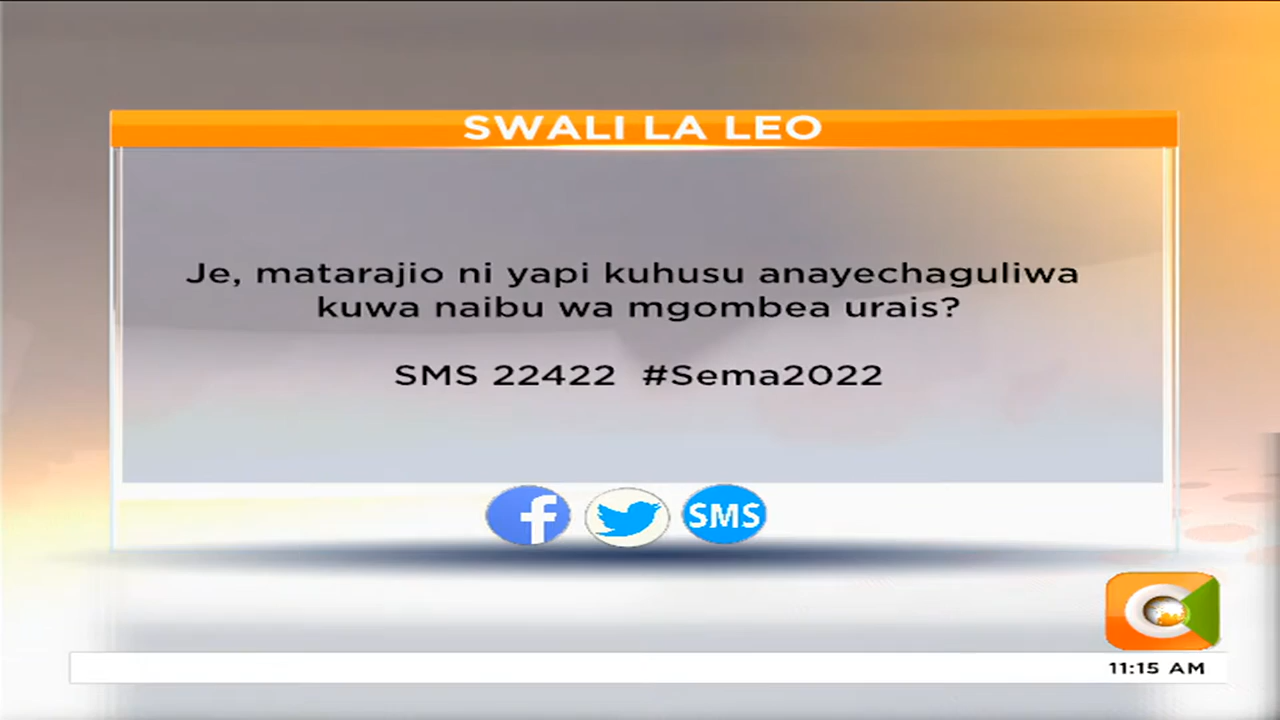 SWALI LA LEO
Je, matarajio ni yapi kuhusu anayechaguliwa
kuwa naibu wa mgombea urais?
SMS 22422 #Sema2022
f
SMS
11:15 AM